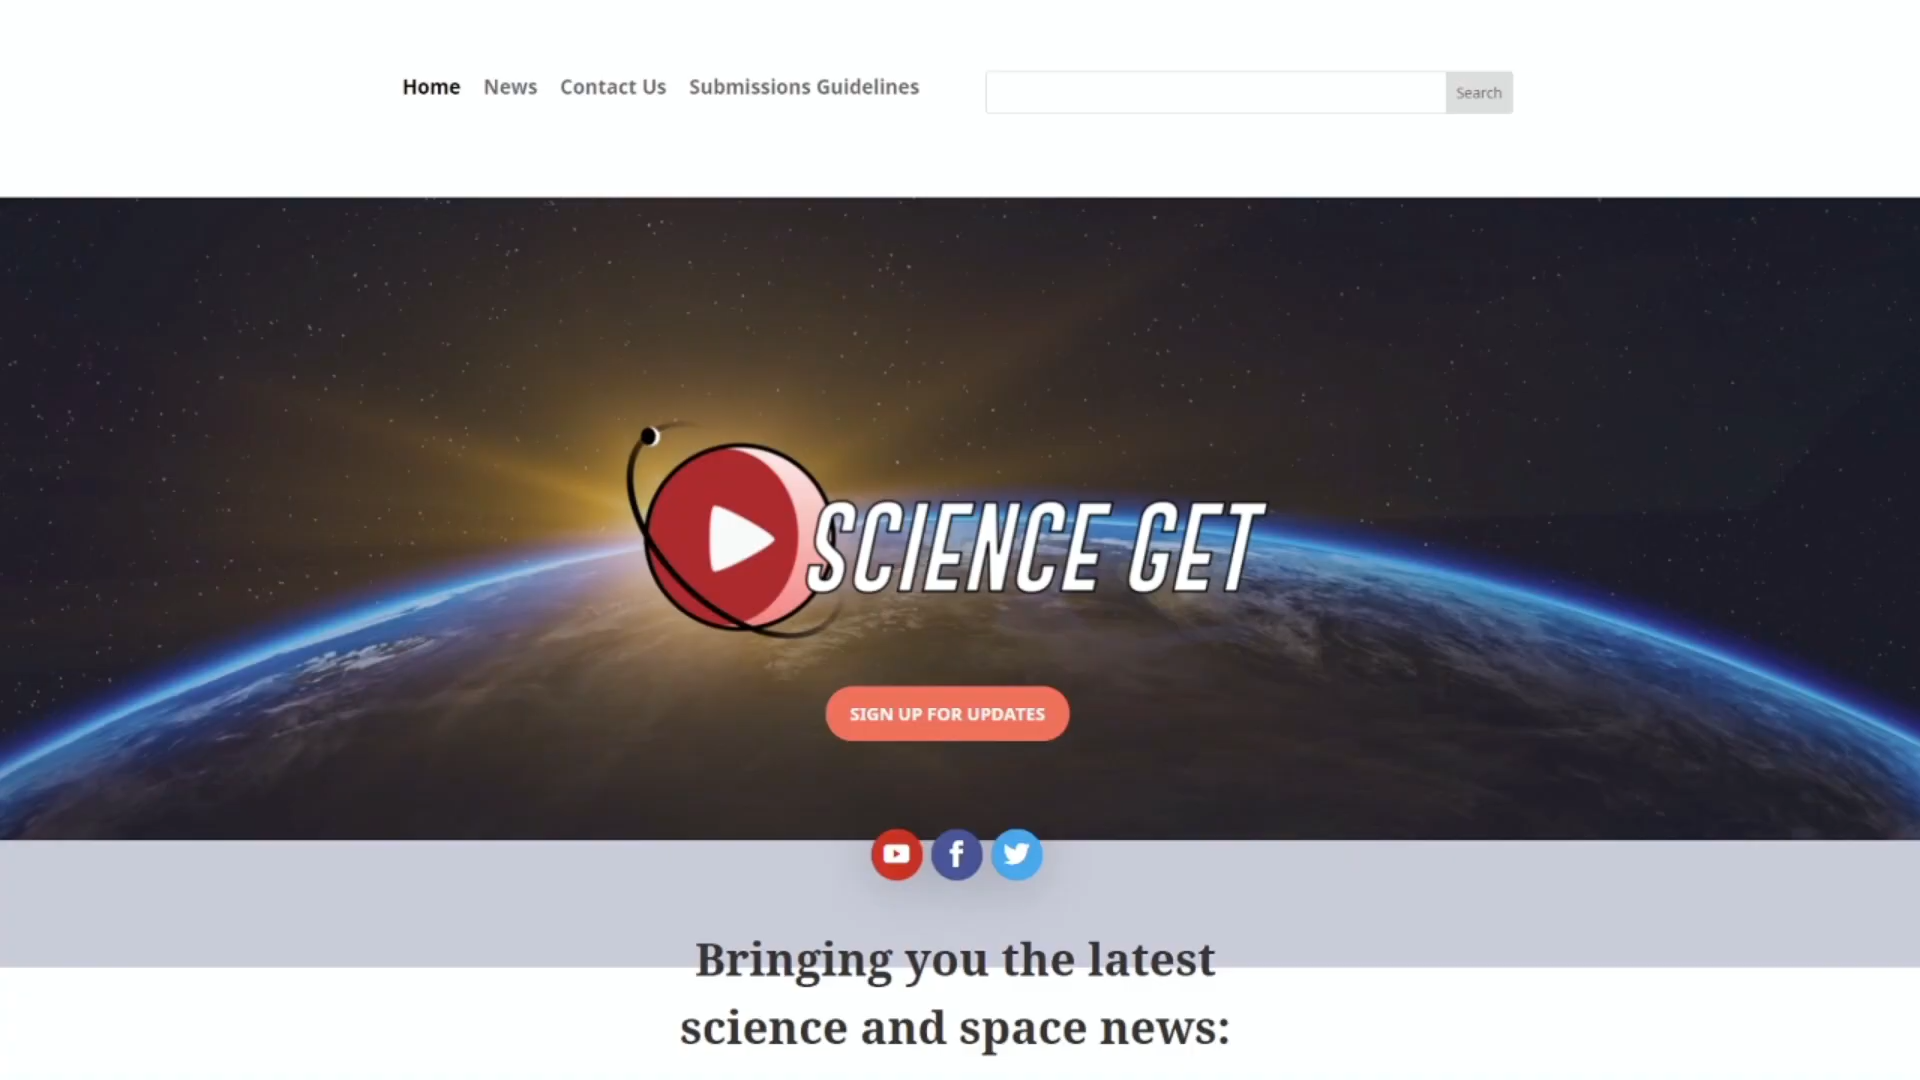 Home News Contact Us Submissions Guidelines Search
SCIENCE GET
SIGN UP FOR UPDATES
Bringing you the latest
science and space news: